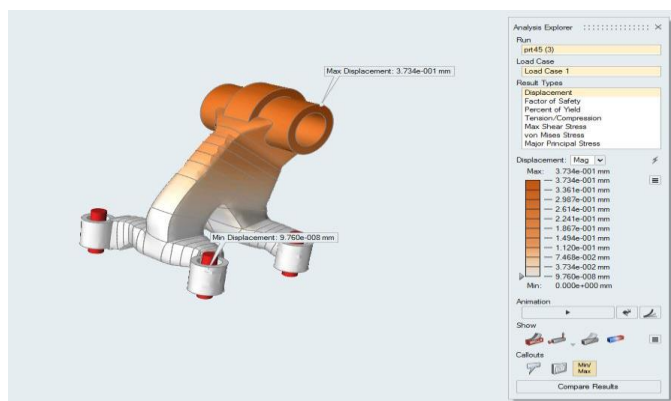 Max Displacement: 3.734e-001 mm
Min Displacement: 9.760e-008 mm
Analysis Explorer
Run
prt45 (3)
Load Case
Load Case 1
Result Types
Displacement
Factor of Safety
Percent of Yield
Tension/Compression
Max Shear Stress
von Mises Stress
Major Principal Stress
Displacement: Mag
Max: 3.734e-001 mm
3.734e-001 mm
3.361e-001 mm
2.987e-001 mm
2.614e-001 mm
2.241e-001 mm
1.867e-001 mm
1.494e-001 mm
1.120e-001 mm
7.468e-002 mm
3.734e-002 mm
9.760e-008 mm
Min: 0.000e+000 mm
Animation
Show
Callouts
Min/
Max
Compare Results